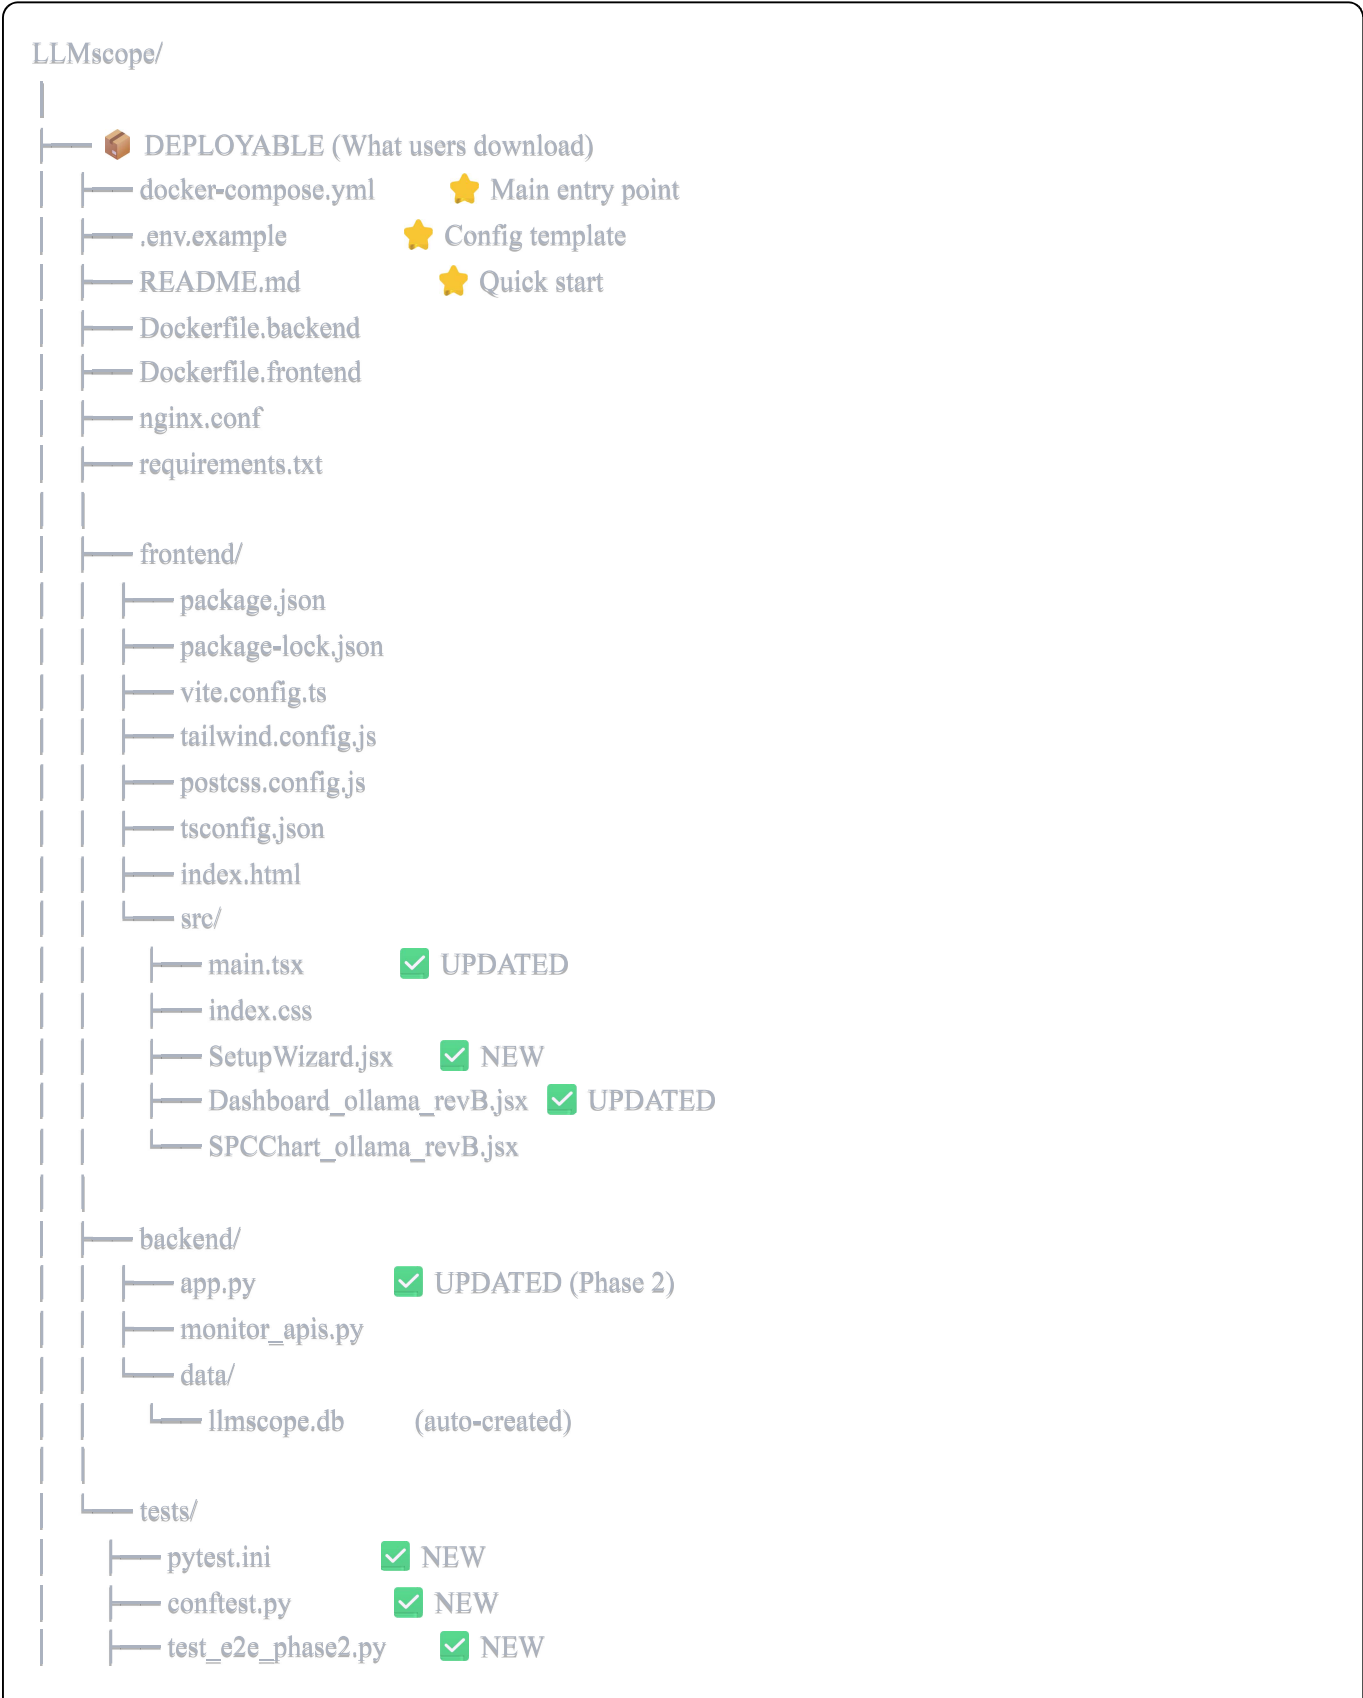 LLMscope/
│
├── 📦 DEPLOYABLE (What users download)
│   ├── docker-compose.yml          ⭐ Main entry point
│   ├── .env.example                ⭐ Config template
│   ├── README.md                   ⭐ Quick start
│   ├── Dockerfile.backend
│   ├── Dockerfile.frontend
│   ├── nginx.conf
│   ├── requirements.txt
│   │
│   ├── frontend/
│   │   ├── package.json
│   │   ├── package-lock.json
│   │   ├── vite.config.ts
│   │   ├── tailwind.config.js
│   │   ├── postcss.config.js
│   │   ├── tsconfig.json
│   │   ├── index.html
│   │   └── src/
│   │       ├── main.tsx            ✅ UPDATED
│   │       ├── index.css
│   │       ├── SetupWizard.jsx     ✅ NEW
│   │       ├── Dashboard_ollama_revB.jsx  ✅ UPDATED
│   │       └── SPCChart_ollama_revB.jsx
│   │
│   ├── backend/
│   │   ├── app.py                  ✅ UPDATED (Phase 2)
│   │   ├── monitor_apis.py
│   │   └── data/
│   │       └── llmscope.db         (auto-created)
│   │
│   └── tests/
│       ├── pytest.ini              ✅ NEW
│       ├── conftest.py             ✅ NEW
│       ├── test_e2e_phase2.py      ✅ NEW